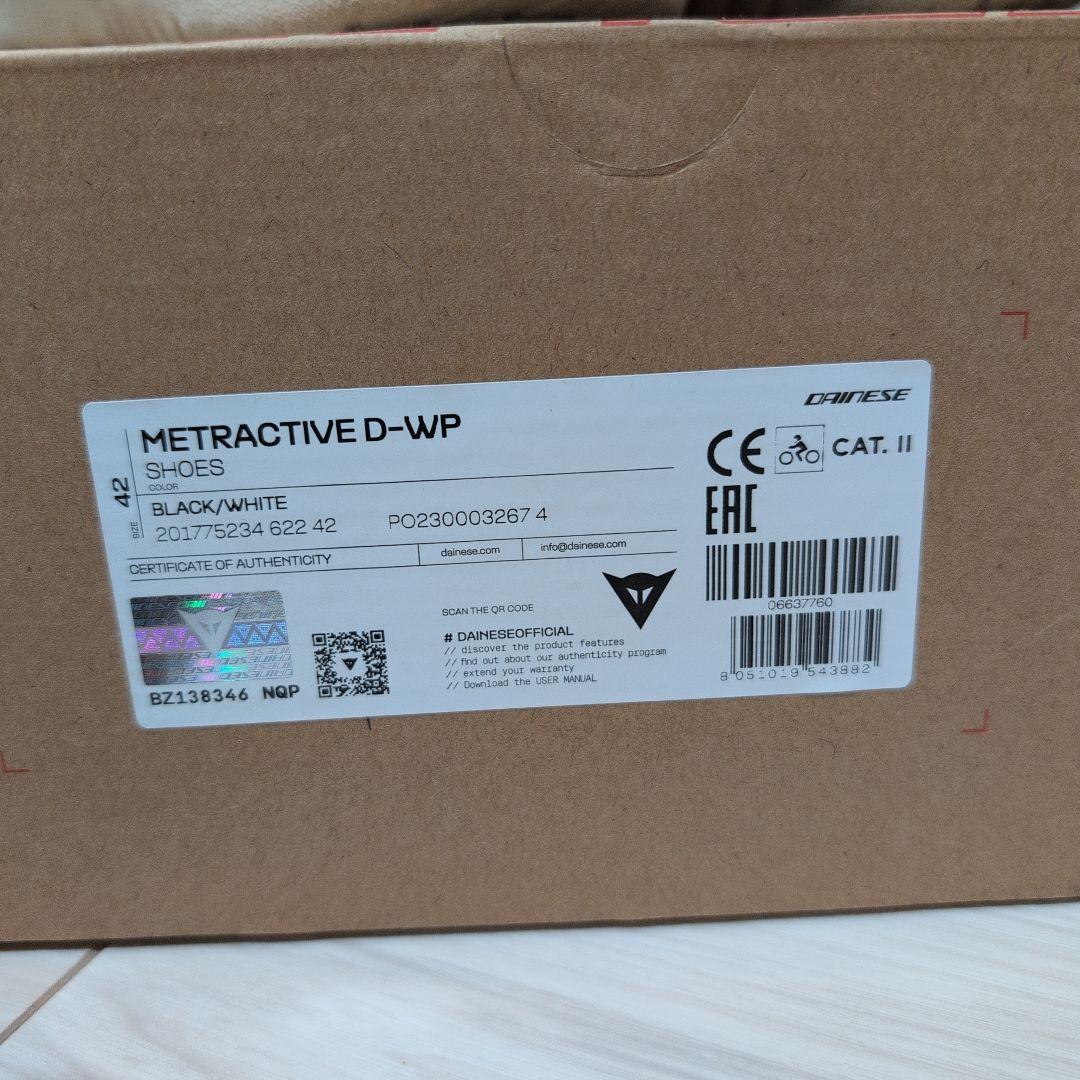 DAINESE
METRACTIVE D-WP
SHOES
COLOR
BLACK/WHITE
201775234 622 42 PO230003267 4
SIZE 42
CERTIFICATE OF AUTHENTICITY dainese.com info@dainese.com
CE CAT. II
EAC
06637760
8 051019 543882
SCAN THE QR CODE
# DAINESEOFFICIAL
// discover the product features
// find out about our authenticity program
// extend your warranty
// Download the USER MANUAL
BZ138346 NQP